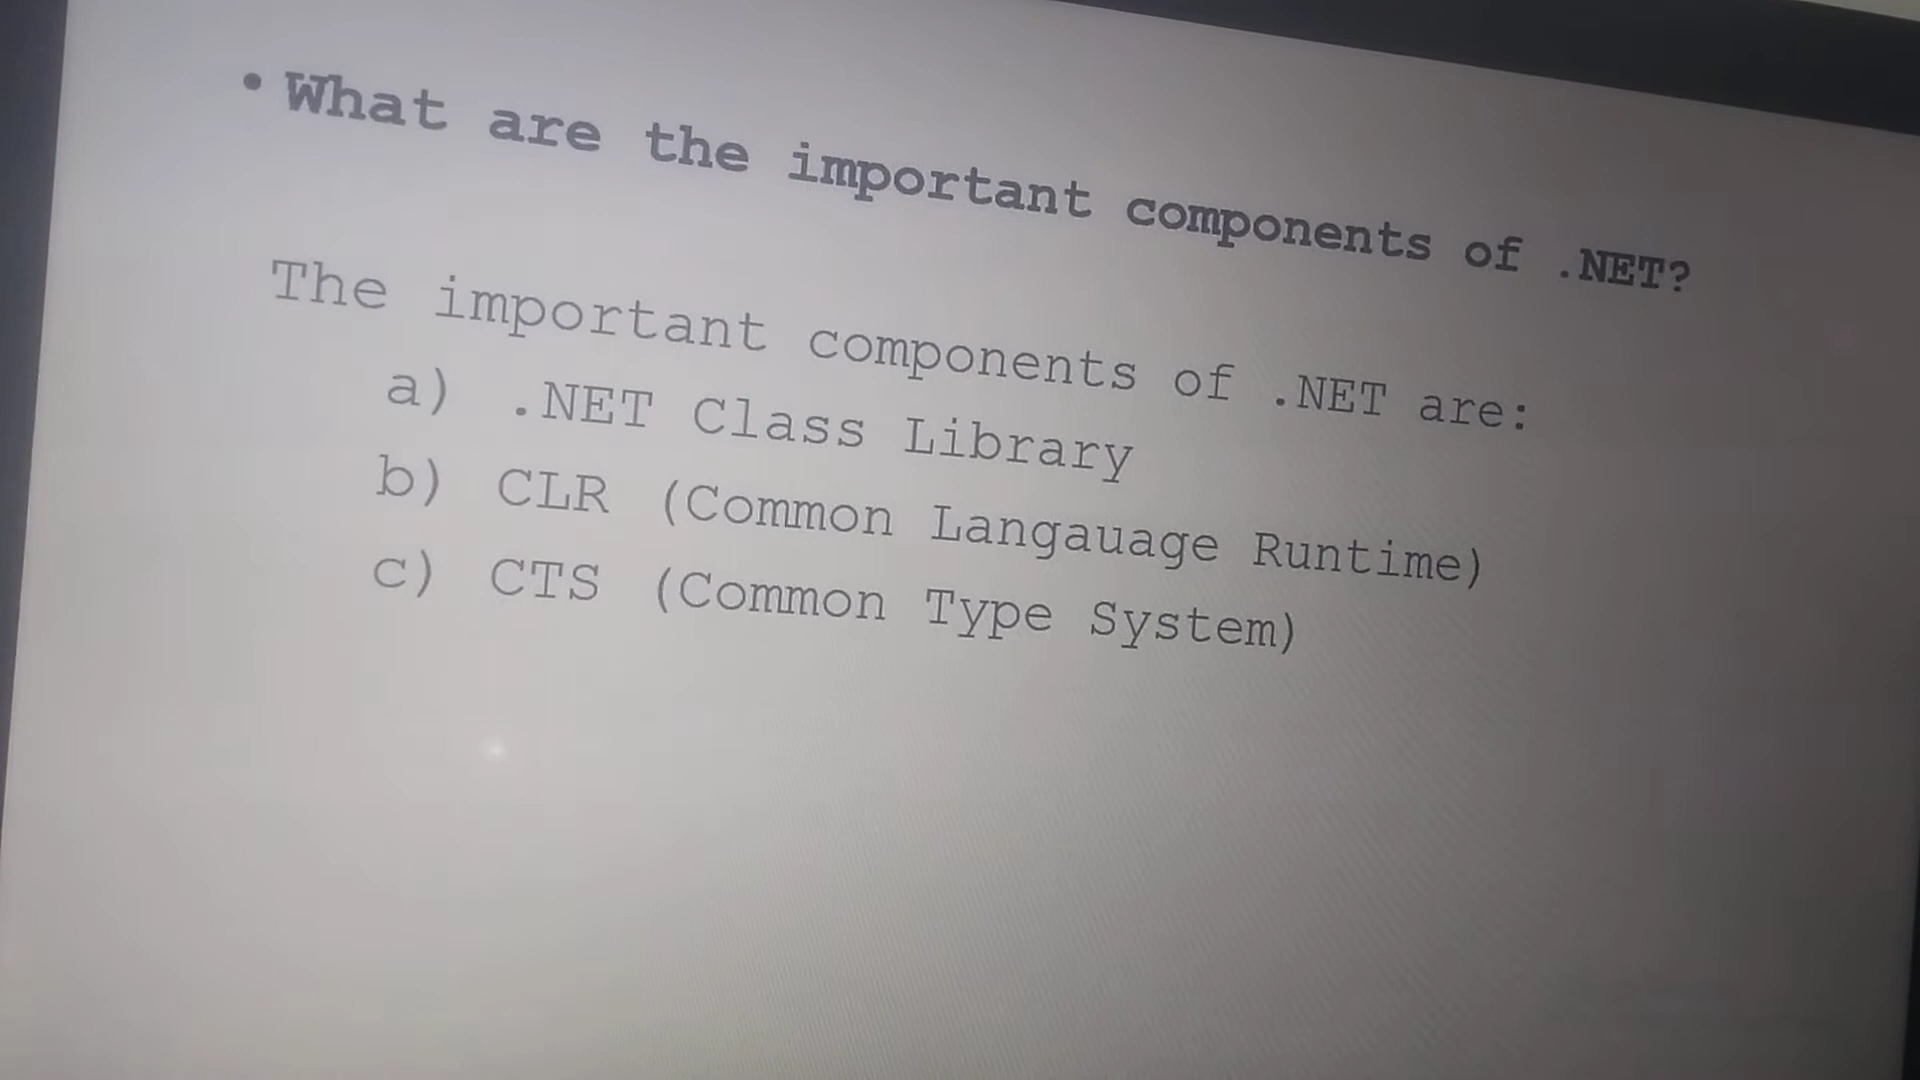 • What are the important components of .NET?
The important components of .NET are:
a) .NET Class Library
b) CLR (Common Langauage Runtime)
c) CTS (Common Type System)